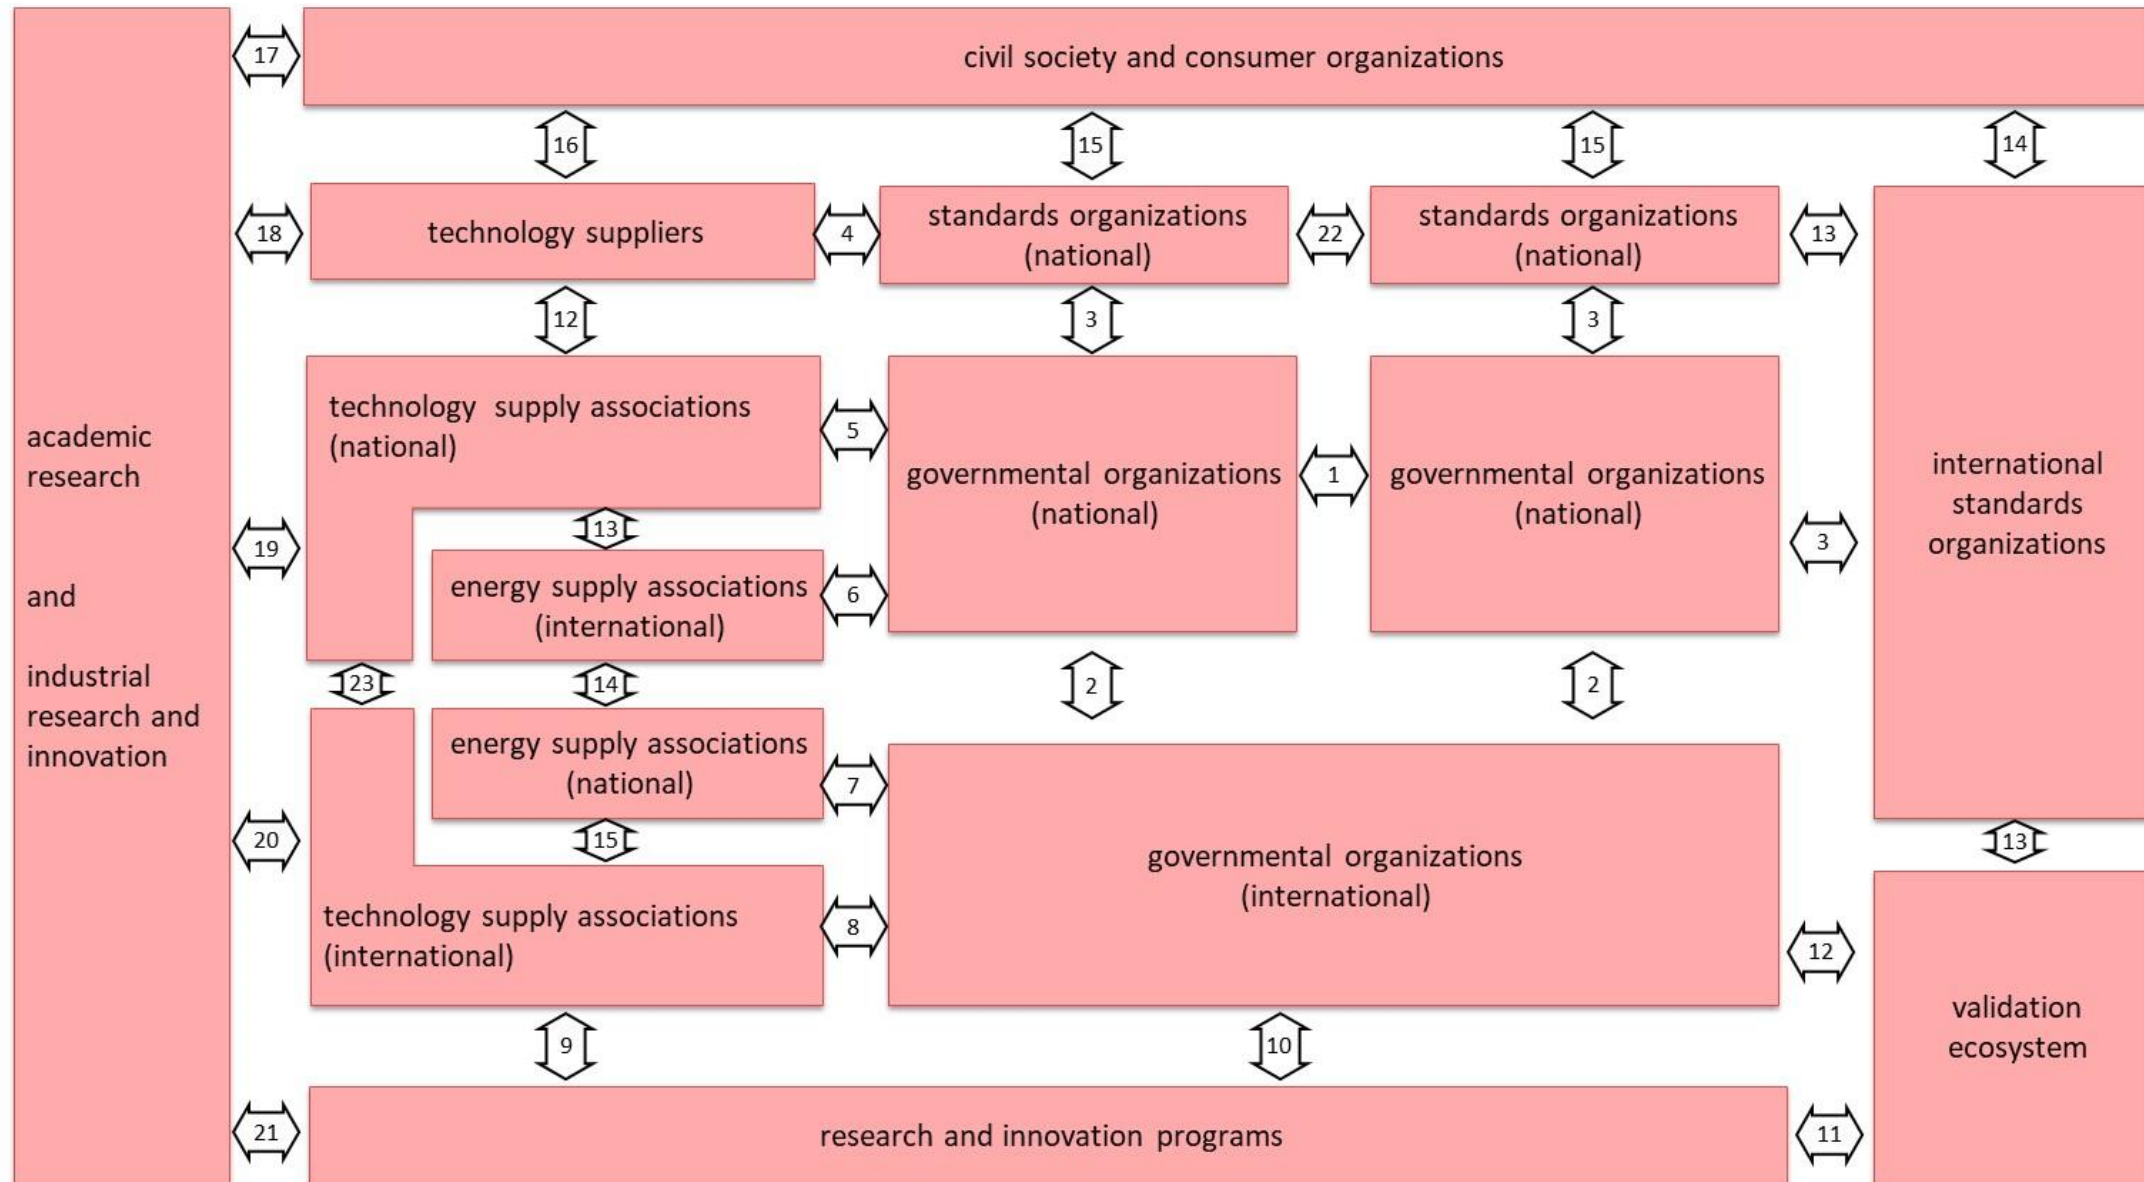 17
civil society and consumer organizations
16
15
15
14
18
technology suppliers
4
standards organizations
(national)
22
standards organizations
(national)
13
12
3
3
academic
research
and
industrial
research and
innovation
technology supply associations
(national)
5
governmental organizations
(national)
1
governmental organizations
(national)
international
standards
organizations
19
13
3
energy supply associations
(international)
6
23
14
2
2
energy supply associations
(national)
7
20
15
governmental organizations
(international)
13
technology supply associations
(international)
8
12
validation
ecosystem
9
10
21
research and innovation programs
11